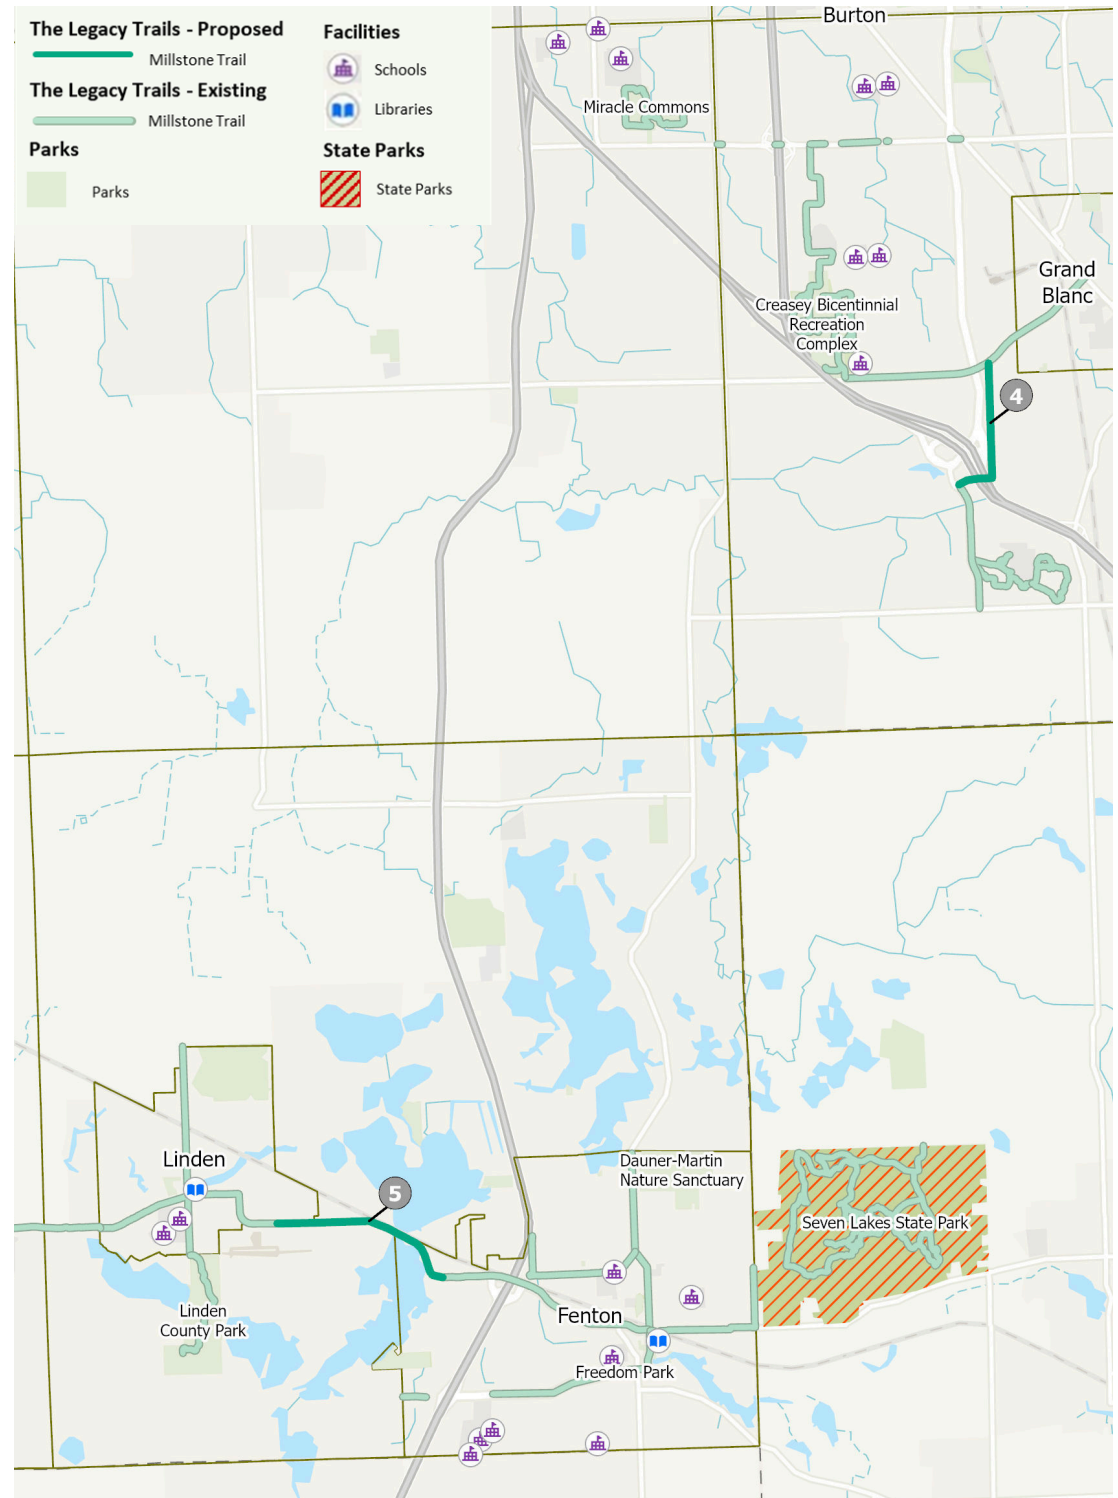 The Legacy Trails - Proposed
Millstone Trail
The Legacy Trails - Existing
Millstone Trail
Parks
Parks
Facilities
Schools
Libraries
State Parks
State Parks
Burton
Miracle Commons
Grand
Blanc
Creasey Bicentinnial
Recreation
Complex
4
Linden
5
Dauner-Martin
Nature Sanctuary
Seven Lakes State Park
Linden
County Park
Fenton
Freedom Park